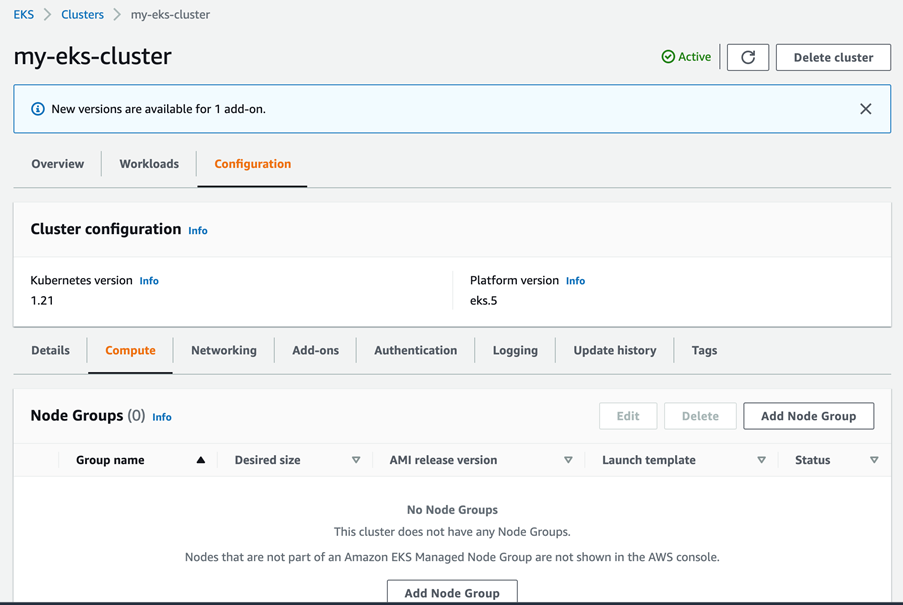 EKS > Clusters > my-eks-cluster
my-eks-cluster
Active
Delete cluster
New versions are available for 1 add-on.
Overview Workloads Configuration
Cluster configuration Info
Kubernetes version Info Platform version Info
1.21 eks.5
Details Compute Networking Add-ons Authentication Logging Update history Tags
Node Groups (0) Info Edit Delete Add Node Group
Group name Desired size AMI release version Launch template Status
No Node Groups
This cluster does not have any Node Groups.
Nodes that are not part of an Amazon EKS Managed Node Group are not shown in the AWS console.
Add Node Group